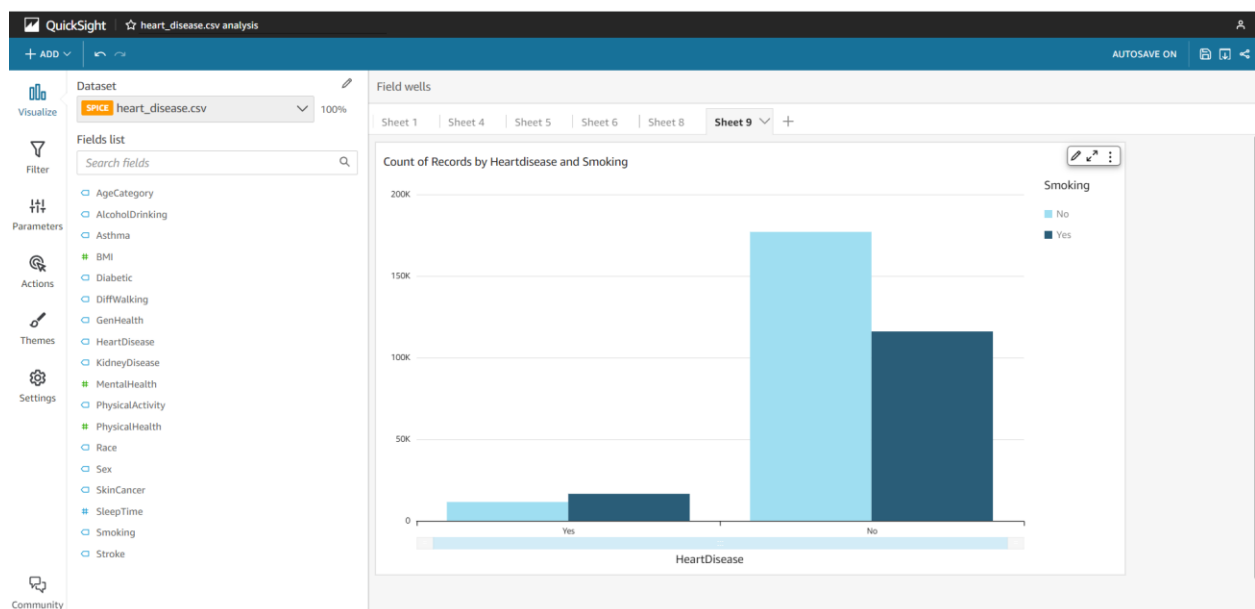 QuickSight heart_disease.csv analysis
+ ADD AUTOSAVE ON
Visualize
Filter
Parameters
Actions
Themes
Settings
Community
Dataset
SPICE heart_disease.csv 100%
Fields list
Search fields
AgeCategory
AlcoholDrinking
Asthma
# BMI
Diabetic
DiffWalking
GenHealth
HeartDisease
KidneyDisease
# MentalHealth
PhysicalActivity
# PhysicalHealth
Race
Sex
SkinCancer
# SleepTime
Smoking
Stroke
Field wells
Sheet 1 Sheet 4 Sheet 5 Sheet 6 Sheet 8 Sheet 9 +
Count of Records by Heartdisease and Smoking
200K
150K
100K
50K
0
Yes No
HeartDisease
Smoking
No
Yes